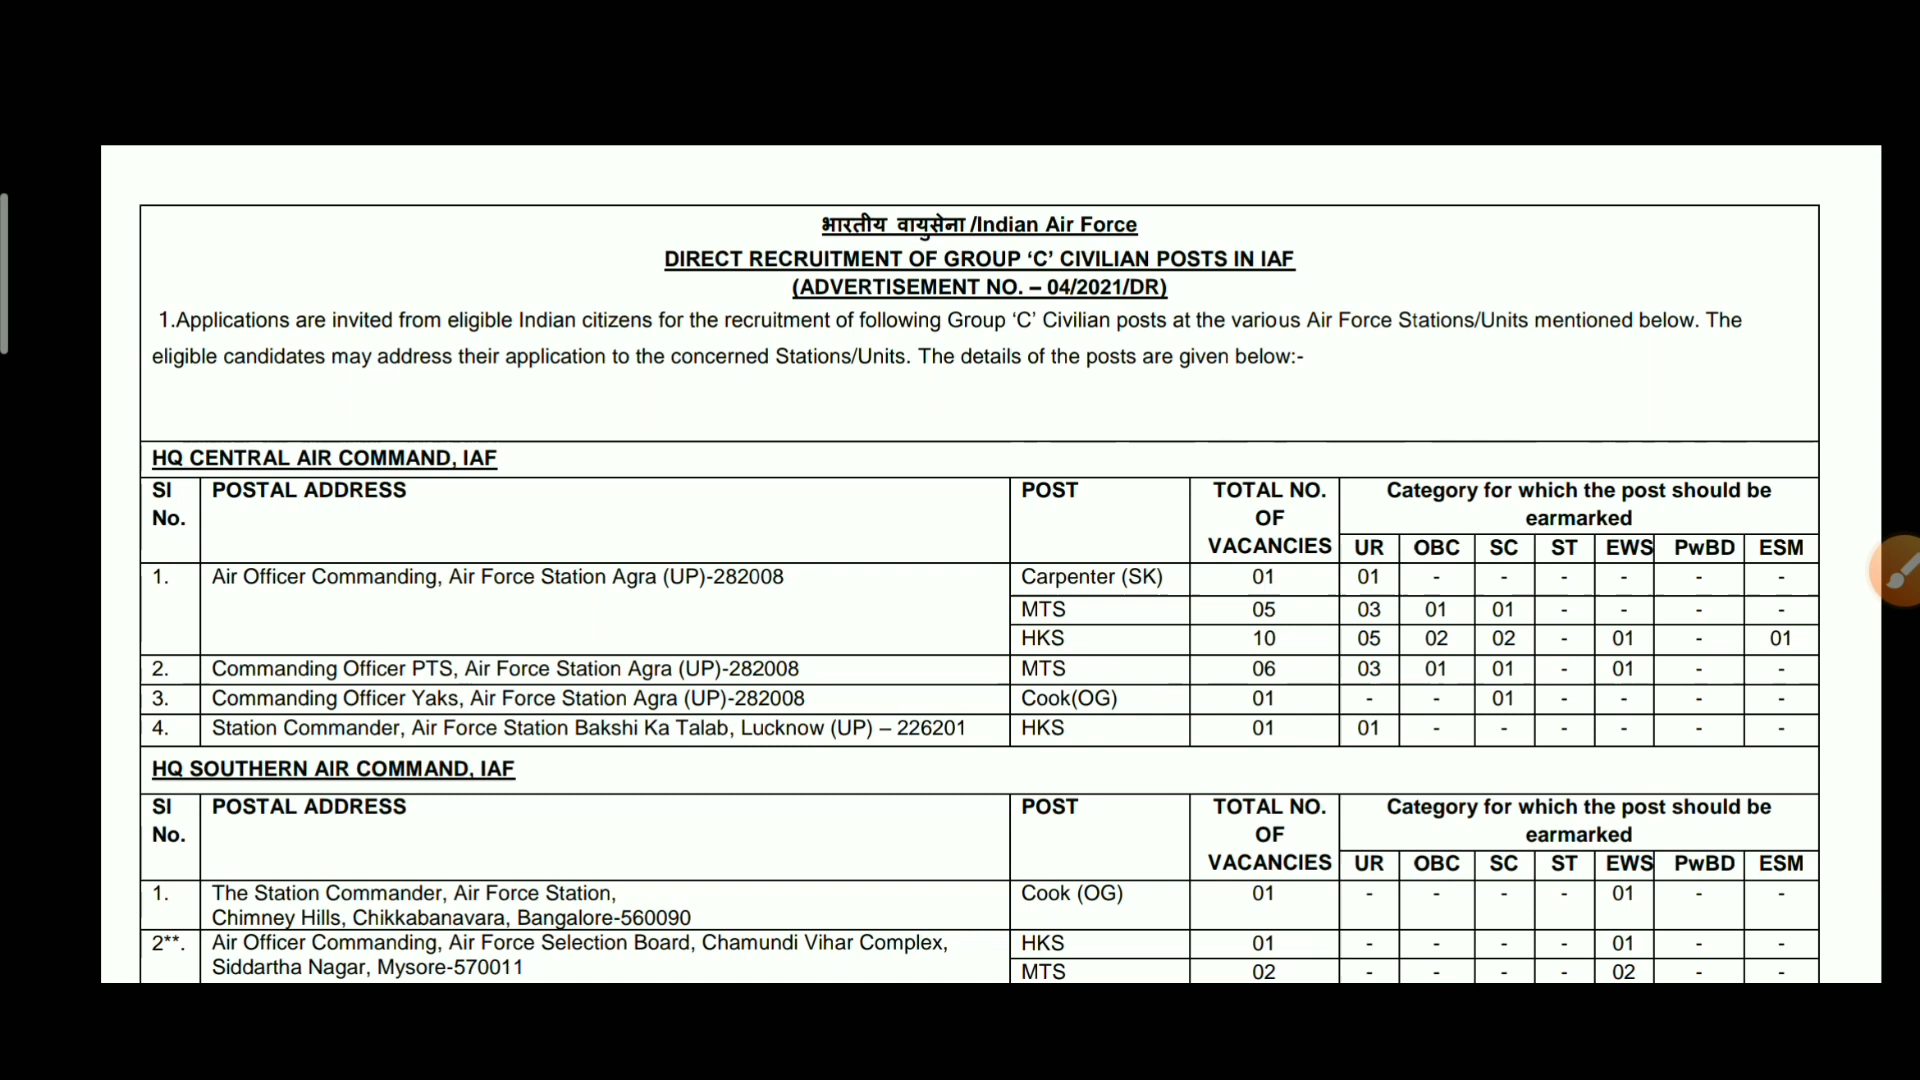 भारतीय वायुसेना /Indian Air Force
DIRECT RECRUITMENT OF GROUP ‘C’ CIVILIAN POSTS IN IAF
(ADVERTISEMENT NO. – 04/2021/DR)
1.Applications are invited from eligible Indian citizens for the recruitment of following Group ‘C’ Civilian posts at the various Air Force Stations/Units mentioned below. The
eligible candidates may address their application to the concerned Stations/Units. The details of the posts are given below:-
HQ CENTRAL AIR COMMAND, IAF
SI No. POSTAL ADDRESS POST TOTAL NO. OF VACANCIES Category for which the post should be earmarked
UR OBC SC ST EWS PwBD ESM
1. Air Officer Commanding, Air Force Station Agra (UP)-282008 Carpenter (SK) 01 01 - - - - - -
MTS 05 03 01 01 - - - -
HKS 10 05 02 02 - 01 - 01
2. Commanding Officer PTS, Air Force Station Agra (UP)-282008 MTS 06 03 01 01 - 01 - -
3. Commanding Officer Yaks, Air Force Station Agra (UP)-282008 Cook(OG) 01 - - 01 - - - -
4. Station Commander, Air Force Station Bakshi Ka Talab, Lucknow (UP) – 226201 HKS 01 01 - - - - - -
HQ SOUTHERN AIR COMMAND, IAF
SI No. POSTAL ADDRESS POST TOTAL NO. OF VACANCIES Category for which the post should be earmarked
UR OBC SC ST EWS PwBD ESM
1. The Station Commander, Air Force Station, Cook (OG) 01 - - - - 01 - -
Chimney Hills, Chikkabanavara, Bangalore-560090
2**. Air Officer Commanding, Air Force Selection Board, Chamundi Vihar Complex, HKS 01 - - - - 01 - -
Siddartha Nagar, Mysore-570011 MTS 02 - - - - 02 - -